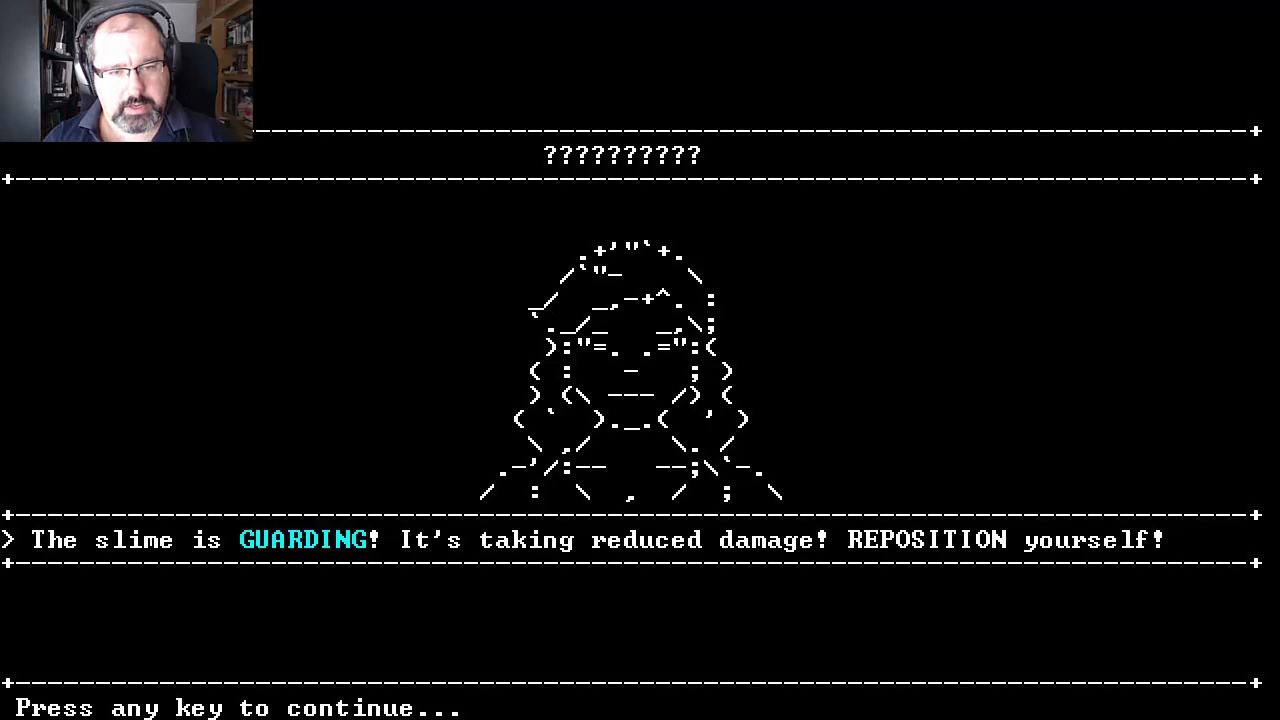 ??????????
> The slime is GUARDING! It's taking reduced damage! REPOSITION yourself!
Press any key to continue...